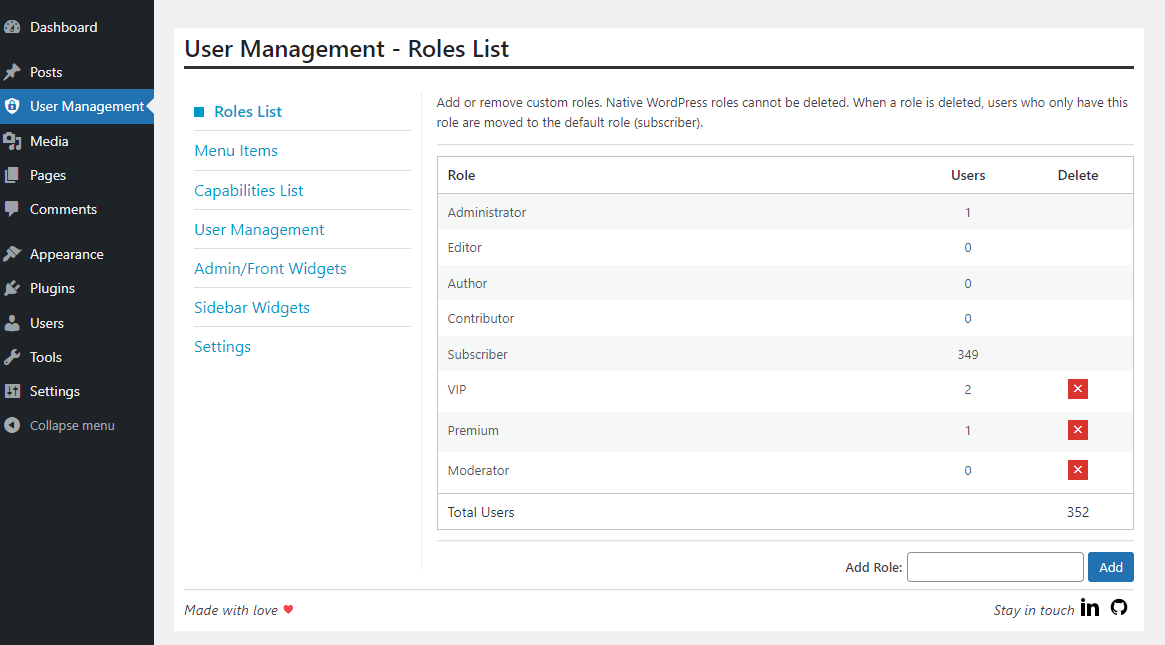 Dashboard
Posts
User Management
Media
Pages
Comments
Appearance
Plugins
Users
Tools
Settings
Collapse menu
User Management - Roles List
Roles List
Menu Items
Capabilities List
User Management
Admin/Front Widgets
Sidebar Widgets
Settings
Add or remove custom roles. Native WordPress roles cannot be deleted. When a role is deleted, users who only have this
role are moved to the default role (subscriber).
Role Users Delete
Administrator 1
Editor 0
Author 0
Contributor 0
Subscriber 349
VIP 2
Premium 1
Moderator 0
Total Users 352
Add Role: Add
Made with love
Stay in touch in